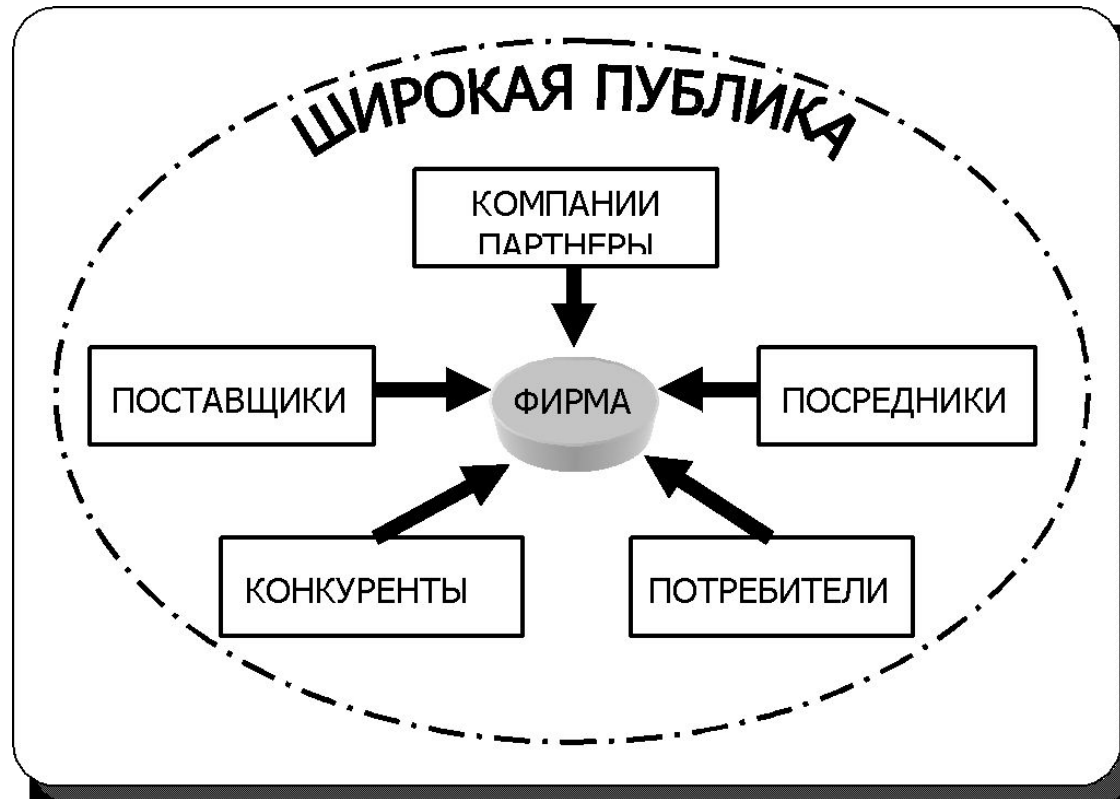 ШИРОКАЯ ПУБЛИКА
КОМПАНИИ
ПАРТНЕРЫ
ПОСТАВЩИКИ
ФИРМА
ПОСРЕДНИКИ
КОНКУРЕНТЫ
ПОТРЕБИТЕЛИ